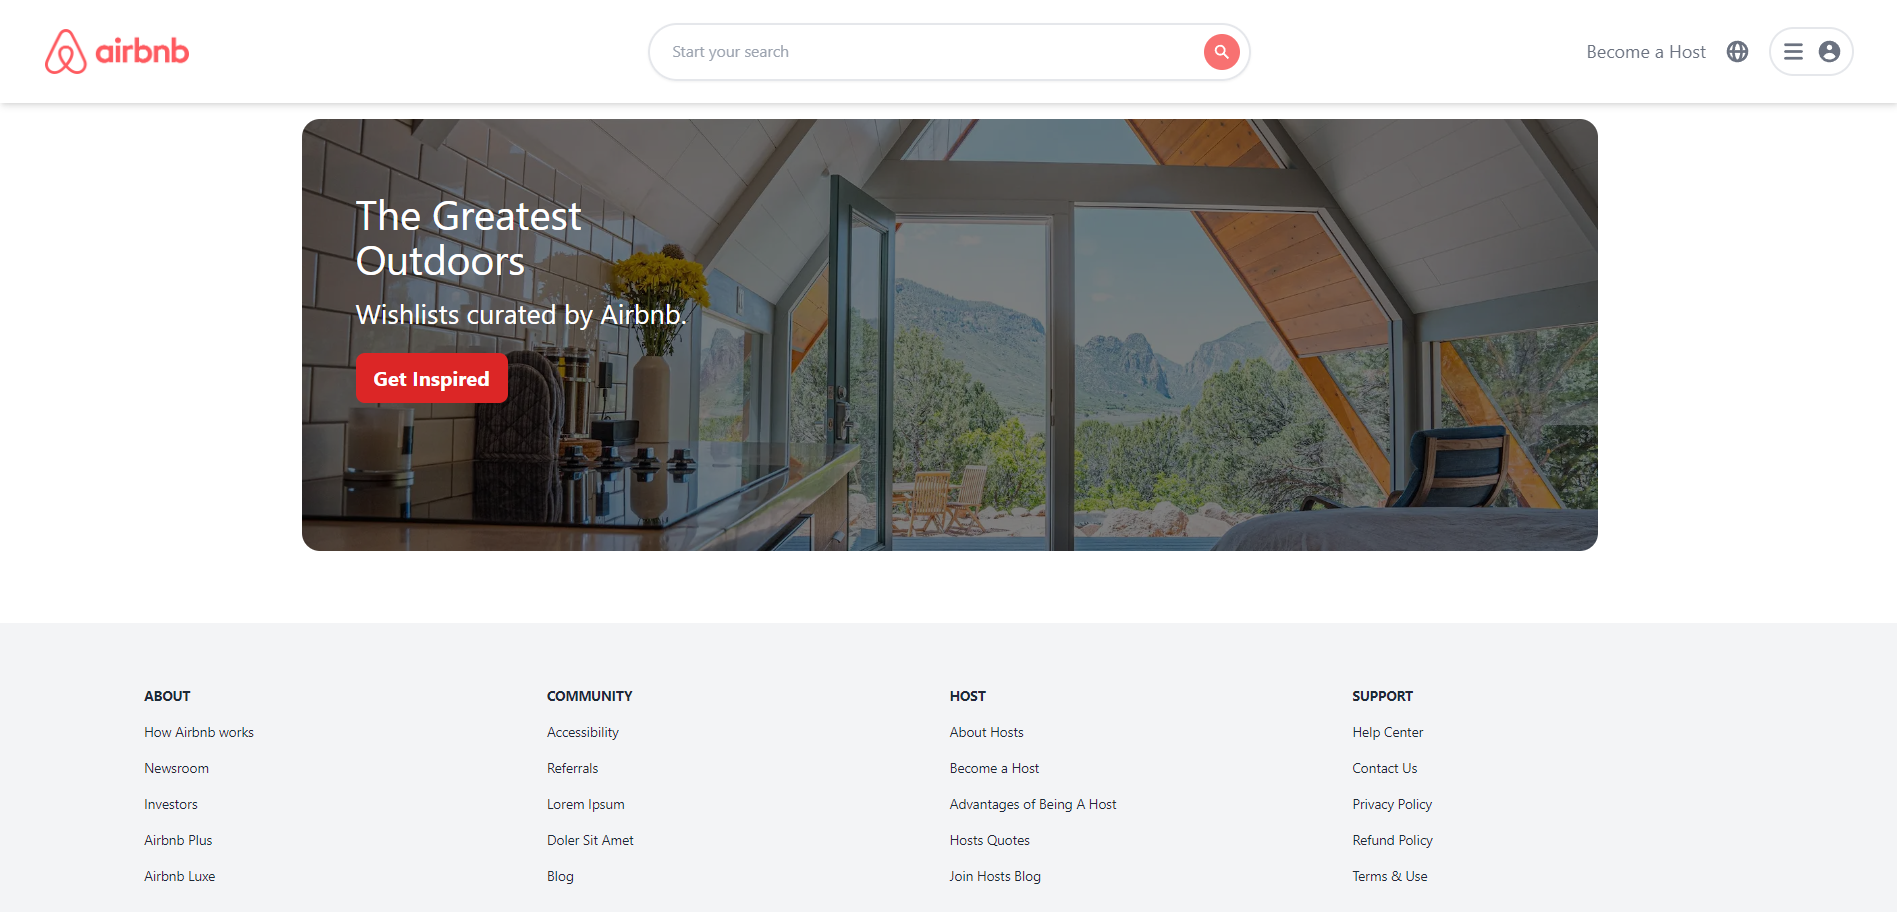 airbnb
Start your search
Become a Host
The Greatest
Outdoors
Wishlists curated by Airbnb.
Get Inspired
ABOUT
How Airbnb works
Newsroom
Investors
Airbnb Plus
Airbnb Luxe
COMMUNITY
Accessibility
Referrals
Lorem Ipsum
Doler Sit Amet
Blog
HOST
About Hosts
Become a Host
Advantages of Being A Host
Hosts Quotes
Join Hosts Blog
SUPPORT
Help Center
Contact Us
Privacy Policy
Refund Policy
Terms & Use